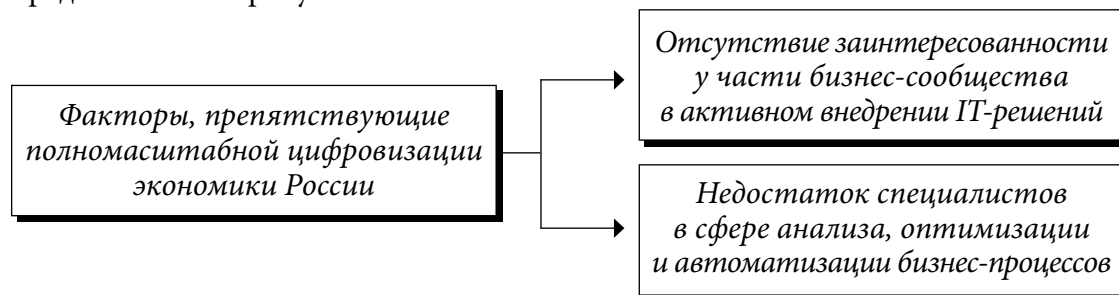 Факторы, препятствующие
полномасштабной цифровизации
экономики России
Отсутствие заинтересованности
у части бизнес-сообщества
в активном внедрении IT-решений
Недостаток специалистов
в сфере анализа, оптимизации
и автоматизации бизнес-процессов